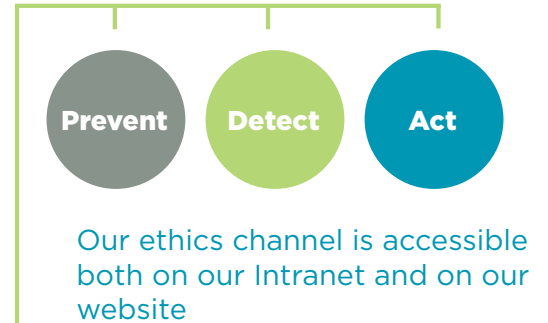 Prevent Detect Act
Our ethics channel is accessible
both on our Intranet and on our
website